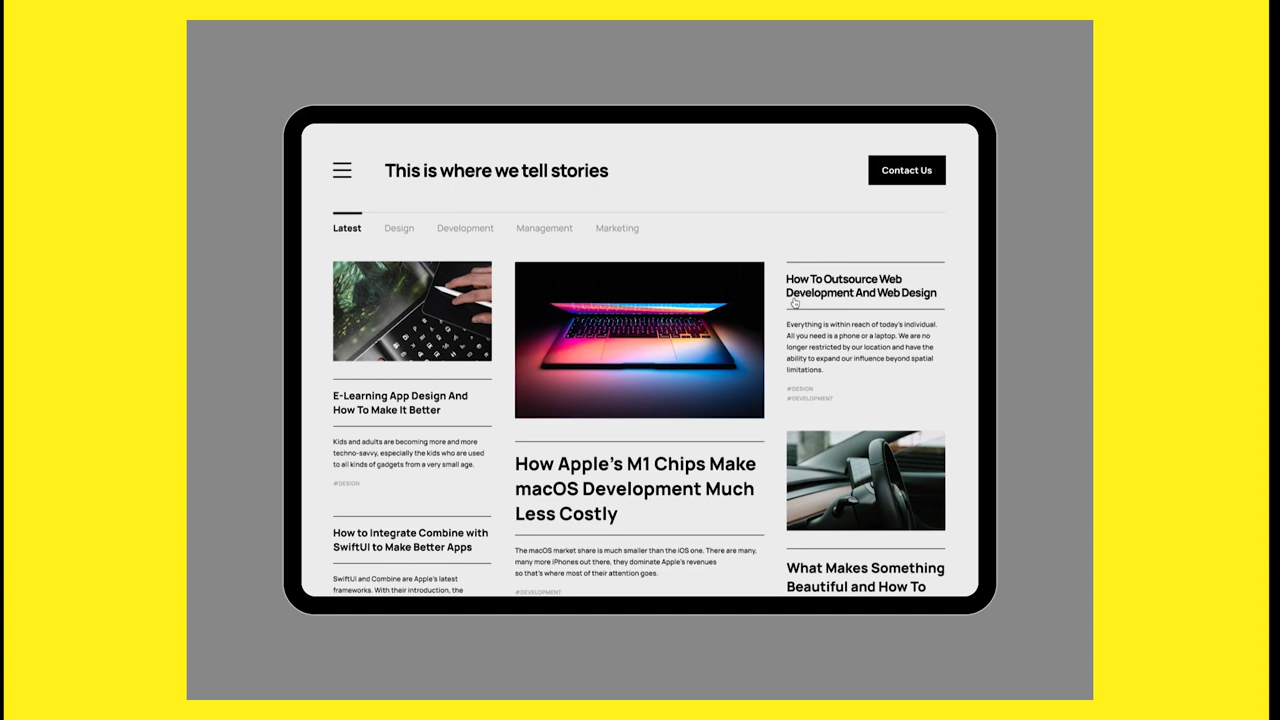 This is where we tell stories
Contact Us
Latest
Design
Development
Management
Marketing
E-Learning App Design And
How To Make It Better
Kids and adults are becoming more and more
techno-savvy, especially the kids who are used
to all kinds of gadgets from a very small age.
#DESIGN
How to Integrate Combine with
SwiftUI to Make Better Apps
SwiftUI and Combine are Apple's latest
frameworks. With their introduction, the
How Apple's M1 Chips Make
macOS Development Much
Less Costly
The macOS market share is much smaller than the iOS one. There are many,
many more iPhones out there, they dominate Apple's revenues
so that's where most of their attention goes.
#DEVELOPMENT
How To Outsource Web
Development And Web Design
Everything is within reach of today's individual.
All you need is a phone or a laptop. We are no
longer restricted by our location and have the
ability to expand our influence beyond spatial
limitations.
#DESIGN
#DEVELOPMENT
What Makes Something
Beautiful and How To